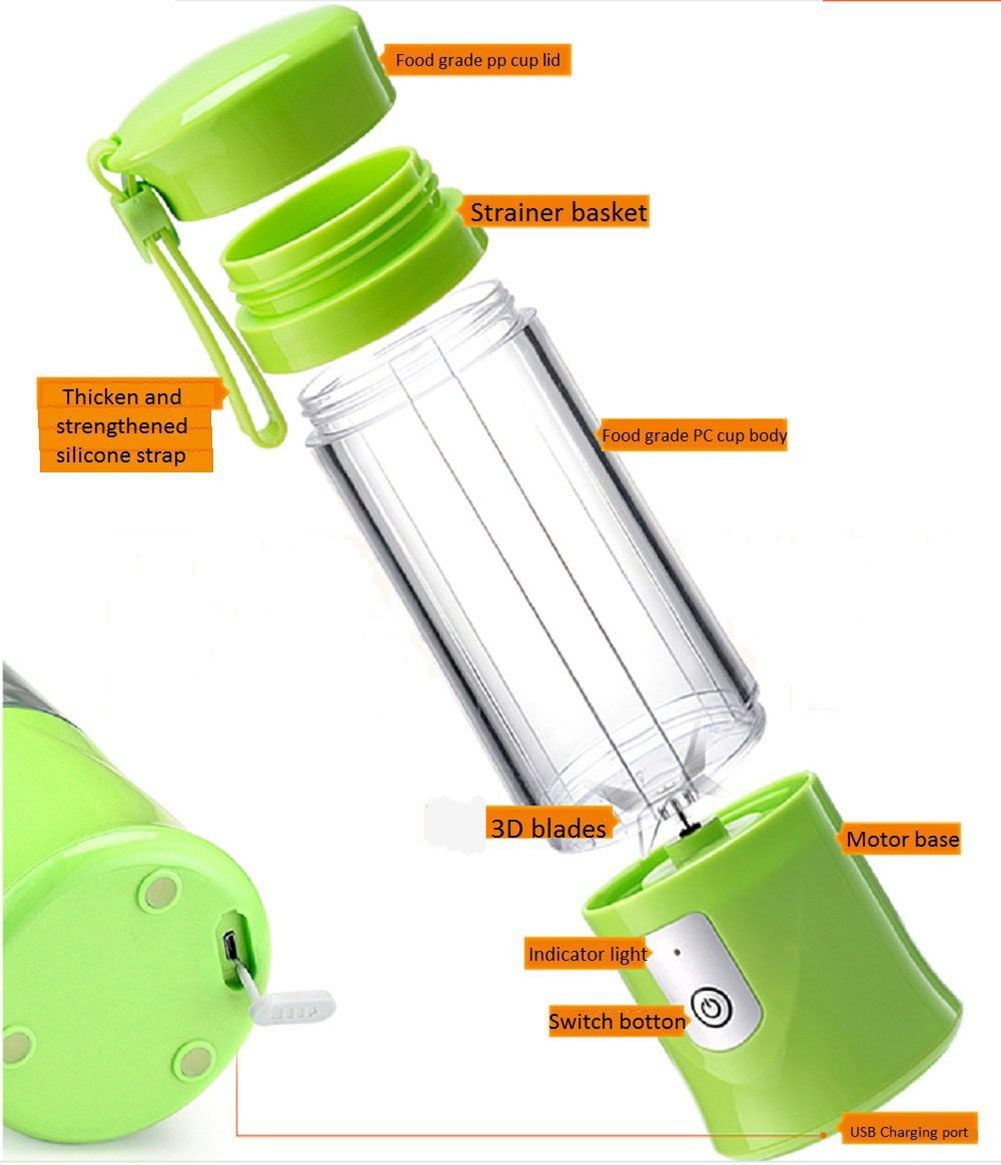 Food grade pp cup lid
Strainer basket
Thicken and
strengthened
silicone strap
Food grade PC cup body
3D blades
Motor base
Indicator light
Switch botton
USB Charging port